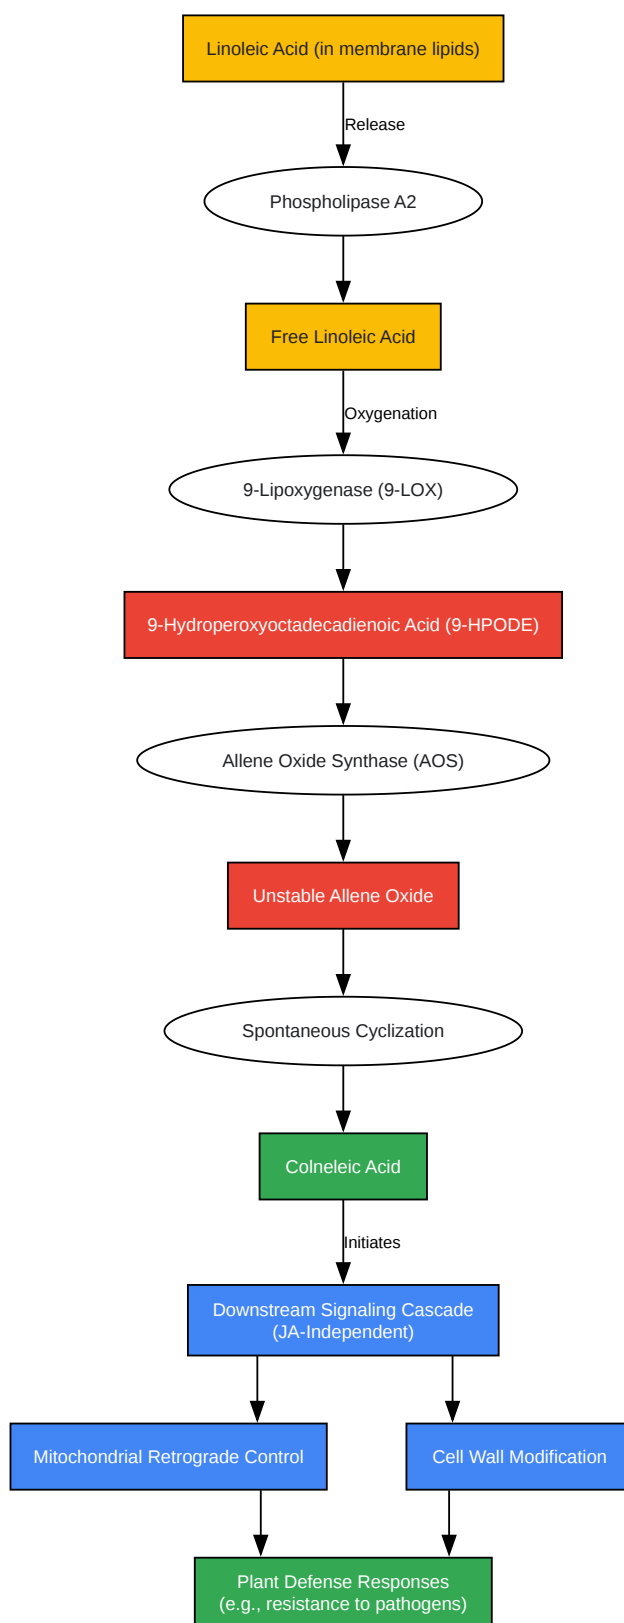 Linoleic Acid (in membrane lipids)
Release
Phospholipase A2
Free Linoleic Acid
Oxygenation
9-Lipoxygenase (9-LOX)
9-Hydroperoxyoctadecadienoic Acid (9-HPODE)
Allene Oxide Synthase (AOS)
Unstable Allene Oxide
Spontaneous Cyclization
Colneleic Acid
Initiates
Downstream Signaling Cascade
(JA-Independent)
Mitochondrial Retrograde Control
Cell Wall Modification
Plant Defense Responses
(e.g., resistance to pathogens)